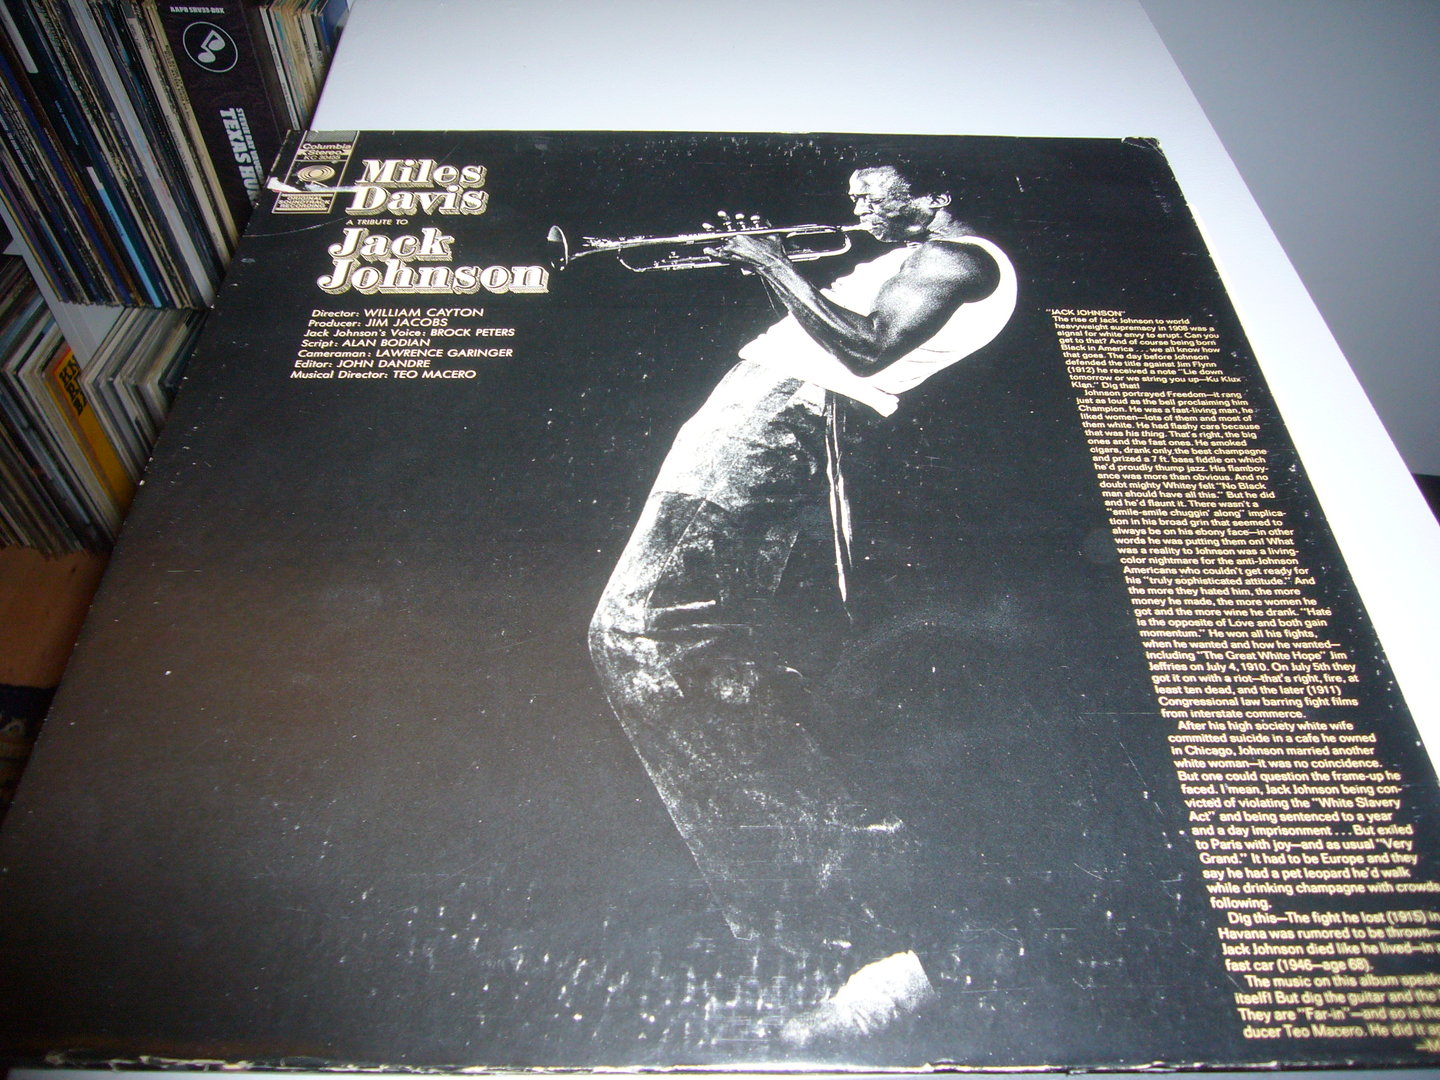 AAPB SRV33-BOX
TEXAS
Columbia
Stereo
KC 30455
ORIGINAL
SOUNDTRACK
RECORDING
Miles
Davis
A TRIBUTE TO
Jack
Johnson
Director: WILLIAM CAYTON
Producer: JIM JACOBS
Jack Johnson's Voice: BROCK PETERS
Script: ALAN BODIAN
Cameraman: LAWRENCE GARINGER
Editor: JOHN DANDRE
Musical Director: TEO MACERO
"JACK JOHNSON"
The rise of Jack Johnson to world
heavyweight supremacy in 1908 was a
signal for white envy to erupt. Can you
get to that? And of course being born
Black in America . . . we all know how
that goes. The day before Johnson
defended the title against Jim Flynn
(1912) he received a note "Lie down
tomorrow or we string you up—Ku Klux
Klan." Dig that!
Johnson portrayed Freedom—it rang
just as loud as the bell proclaiming him
Champion. He was a fast-living man, he
liked women—lots of them and most of
them white. He had flashy cars because
that was his thing. That's right, the big
ones and the fast ones. He smoked
cigars, drank only the best champagne
and prized a 7 ft. bass fiddle on which
he'd proudly thump jazz. His flamboy-
ance was more than obvious. And no
doubt mighty Whitey felt "No Black
man should have all this." But he did
and he'd flaunt it. There wasn't a
"smile-smile chuggin' along" implica-
tion in his broad grin that seemed to
always be on his ebony face—in other
words he was putting them on! What
was a reality to Johnson was a living-
color nightmare for the anti-Johnson
Americans who couldn't get ready for
his "truly sophisticated attitude." And
the more they hated him, the more
money he made, the more women he
got and the more wine he drank. "Hate
is the opposite of Love and both gain
momentum." He won all his fights,
when he wanted and how he wanted—
including "The Great White Hope" Jim
Jeffries on July 4, 1910. On July 5th they
got it on with a riot—that's right, fire, at
least ten dead, and the later (1911)
Congressional law barring fight films
from interstate commerce.
After his high society white wife
committed suicide in a cafe he owned
in Chicago, Johnson married another
white woman—it was no coincidence.
But one could question the frame-up he
faced. I mean, Jack Johnson being con-
victed of violating the "White Slavery
Act" and being sentenced to a year
and a day imprisonment . . . But exiled
to Paris with joy—and as usual "Very
Grand." It had to be Europe and they
say he had a pet leopard he'd walk
while drinking champagne with crowds
following.
Dig this—The fight he lost (1915) in
Havana was rumored to be thrown—
Jack Johnson died like he lived—in
fast car (1946—age 68).
The music on this album speak
itself! But dig the guitar and the
They are "Far-in"—and so is the
ducer Teo Macero. He did it